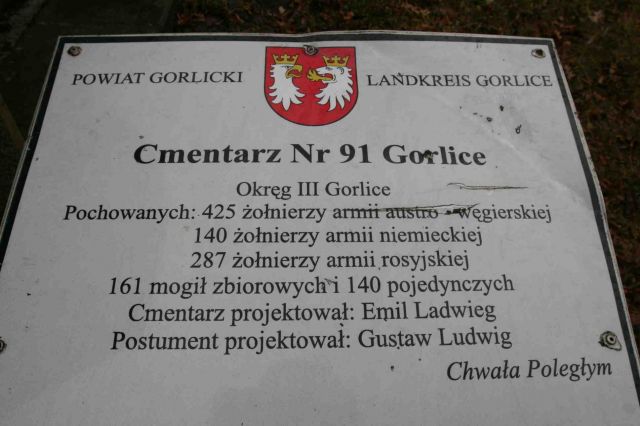 POWIAT GORLICKI
LANDKREIS GORLICE
Cmentarz Nr 91 Gorlice
Okręg III Gorlice
Pochowanych: 425 żołnierzy armii austro - węgierskiej
140 żołnierzy armii niemieckiej
287 żołnierzy armii rosyjskiej
161 mogił zbiorowych i 140 pojedynczych
Cmentarz projektował: Emil Ladwieg
Postument projektował: Gustaw Ludwig
Chwała Poległym